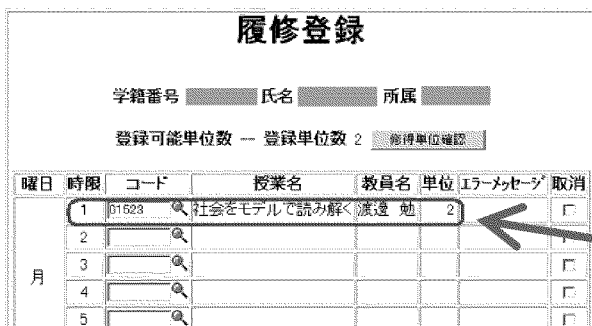 履修登録
学籍番号 氏名 所属
登録可能単位数 -- 登録単位数 2 修得単位確認
曜日 時限 コード 授業名 教員名 単位 エラーメッセージ 取消
月
1 G1523 社会をモデルで読み解く 渡邉 勉 2
2
3
4
5